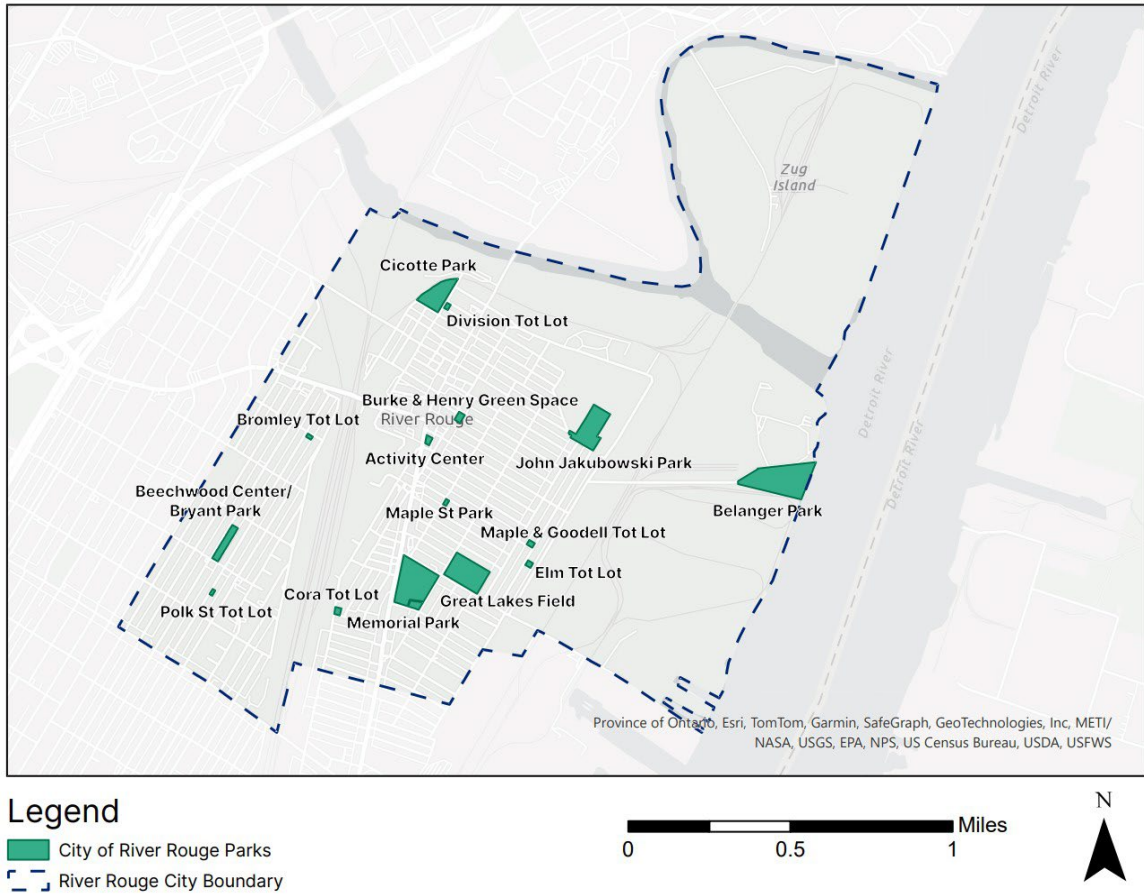 Detroit River
Zug
Island
Cicotte Park
Division Tot Lot
Detroit River
Burke & Henry Green Space
River Rouge
Bromley Tot Lot
Activity Center
John Jakubowski Park
Detroit River
Beechwood Center/
Bryant Park
Maple St Park
Belanger Park
Maple & Goodell Tot Lot
Elm Tot Lot
Cora Tot Lot
Great Lakes Field
Polk St Tot Lot
Memorial Park
Province of Ontario, Esri, TomTom, Garmin, SafeGraph, GeoTechnologies, Inc, METI/
NASA, USGS, EPA, NPS, US Census Bureau, USDA, USFWS
Legend
City of River Rouge Parks
River Rouge City Boundary
Miles
0 0.5 1
N